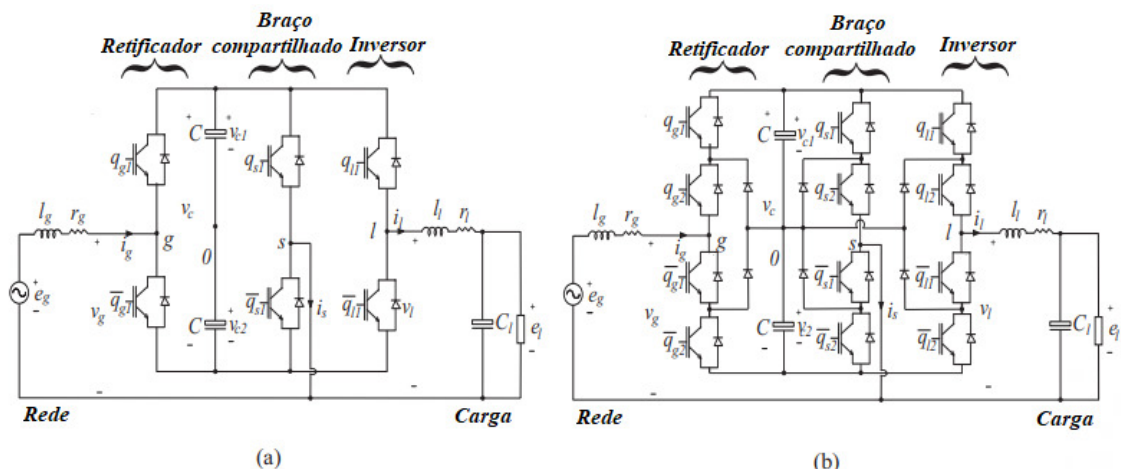 Braço
Retificador compartilhado Inversor
q_g1 C v_c1 q_s1 q_l1
l_g r_g v_c i_l l_l r_l
i_g g 0 s l
e_g v_g q̅_g1 C v_c2 q̅_s1 i_s q̅_l1 v_l C_l e_l
Rede Carga
(a)
Braço
Retificador compartilhado Inversor
q_g1 C v_c1 q_s1 q_l1
q_g2 q_s2 q_l2
l_g r_g v_c i_l l_l r_l
i_g g 0 s l
e_g v_g q̅_g1 q̅_s1 i_s q̅_l1 v_l C_l e_l
q̅_g2 C v_c2 q̅_s2 q̅_l2
Rede Carga
(b)